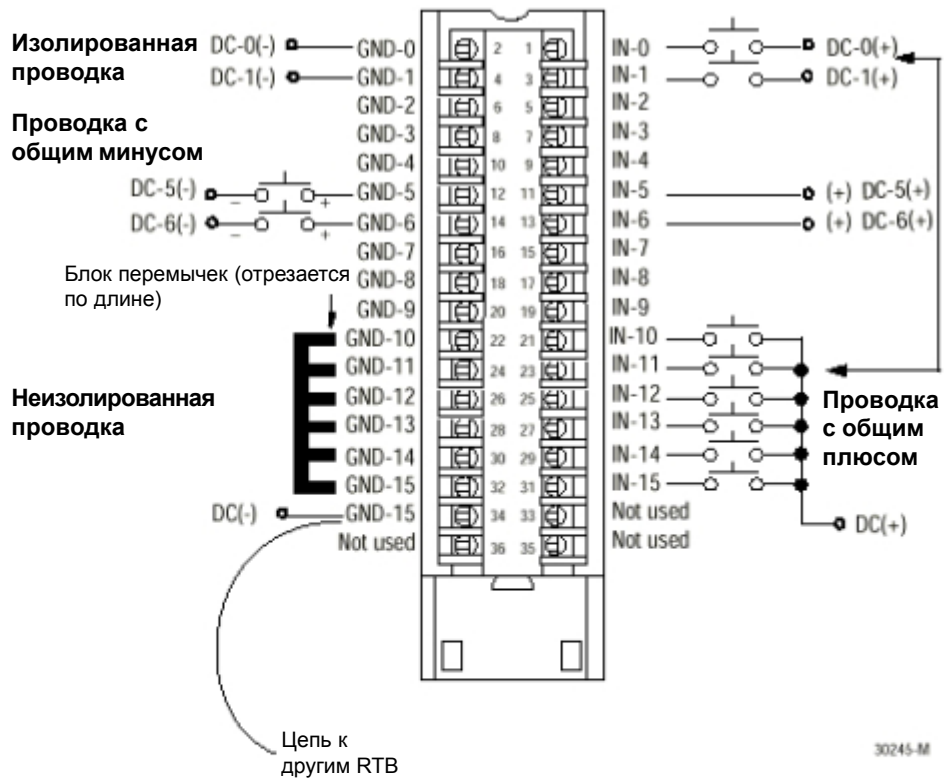 Изолированная
проводка
DC-0(-) GND-0 2 1 IN-0 DC-0(+)
DC-1(-) GND-1 4 3 IN-1 DC-1(+)
GND-2 6 5 IN-2
Проводка с
общим минусом
GND-3 8 7 IN-3
GND-4 10 9 IN-4
DC-5(-) - + GND-5 12 11 IN-5 (+) DC-5(+)
DC-6(-) - + GND-6 14 13 IN-6 (+) DC-6(+)
GND-7 16 15 IN-7
Блок перемычек (отрезается
по длине)
GND-8 18 17 IN-8
GND-9 20 19 IN-9
GND-10 22 21 IN-10
GND-11 24 23 IN-11
Неизолированная
проводка
GND-12 26 25 IN-12
GND-13 28 27 IN-13
Проводка
с общим
плюсом
GND-14 30 29 IN-14
GND-15 32 31 IN-15
DC(-) GND-15 34 33 Not used
DC(+)
Not used 36 35 Not used
Цепь к
другим RTB
30245-M